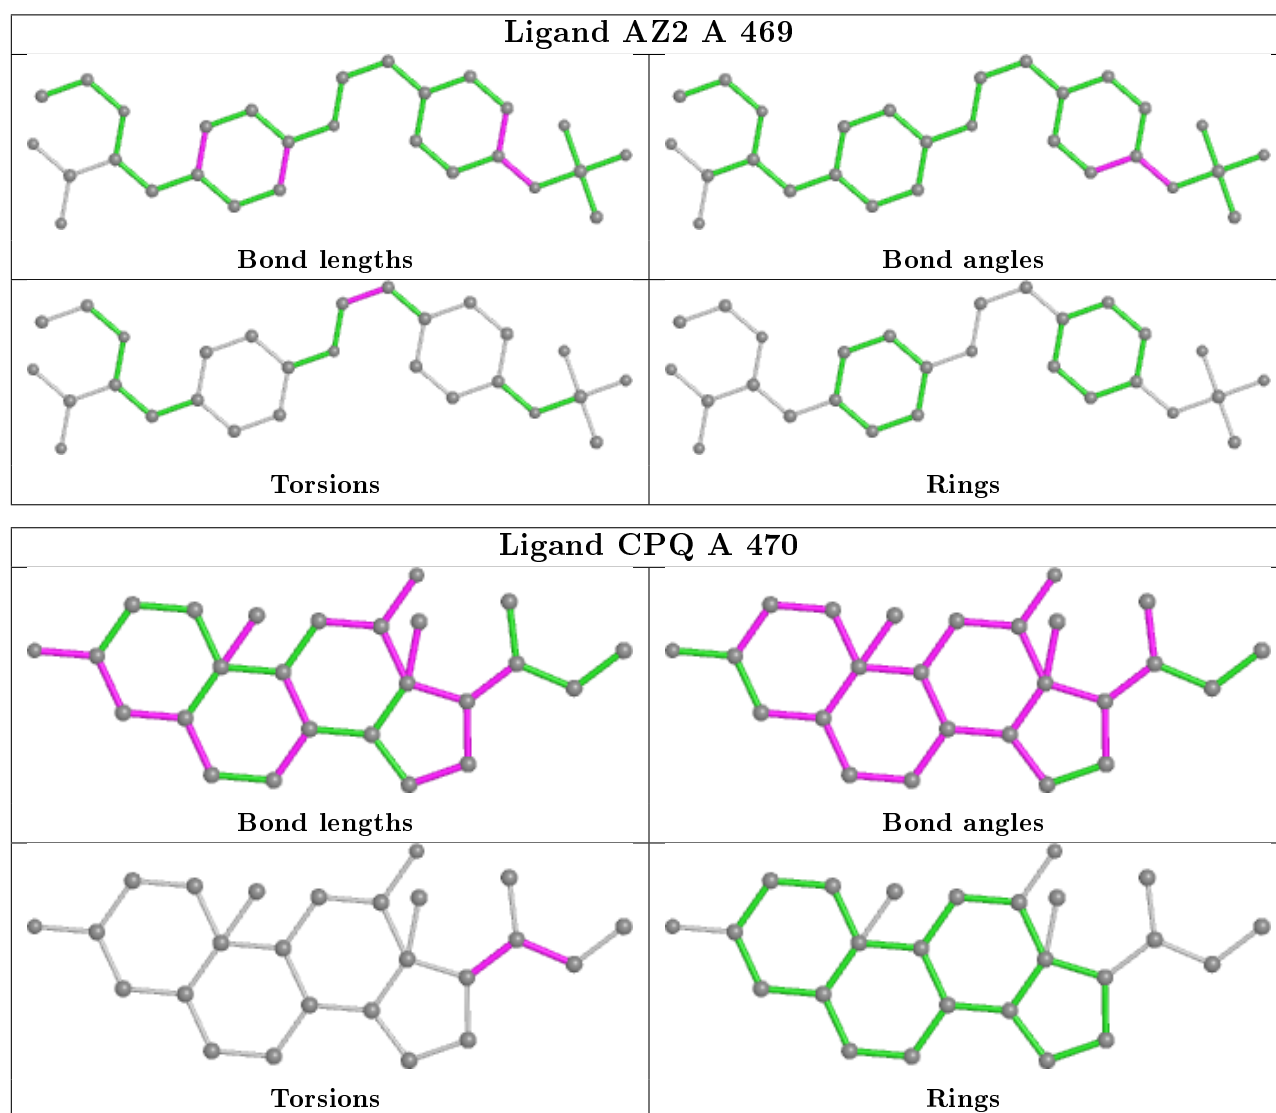 Ligand AZ2 A 469
Bond lengths
Bond angles
Torsions
Rings
Ligand CPQ A 470
Bond lengths
Bond angles
Torsions
Rings